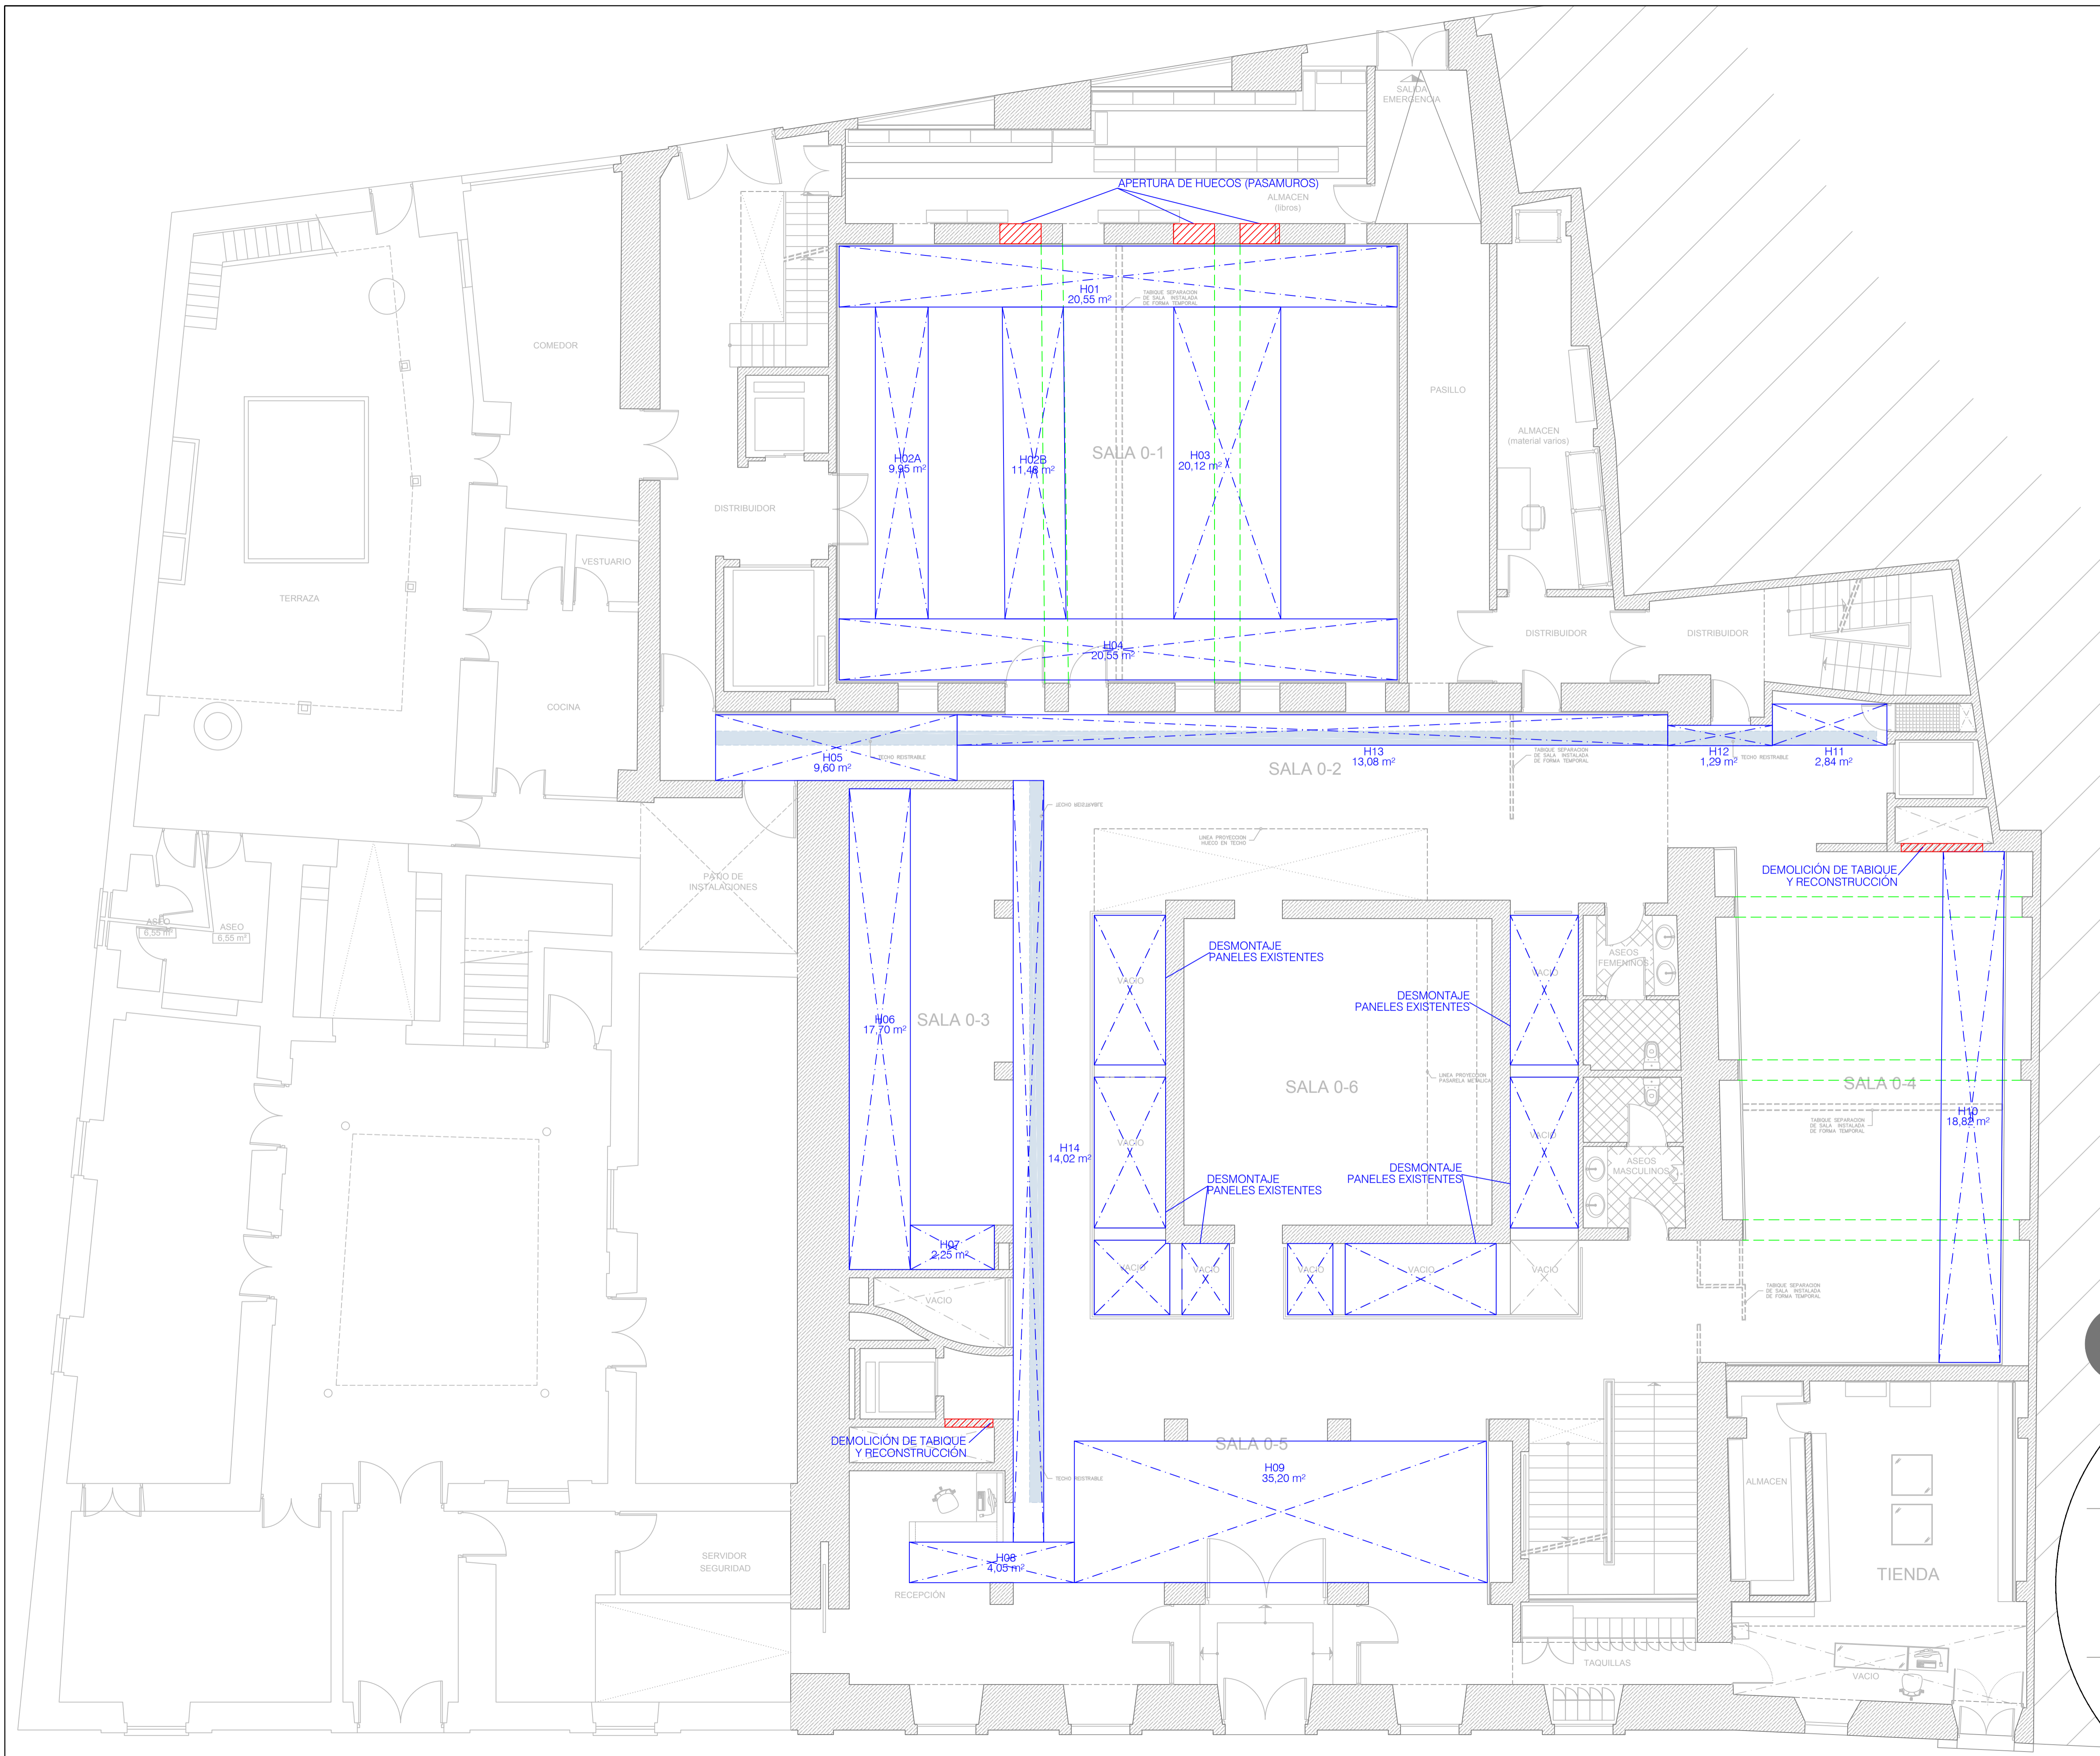 SALIDA
EMERGENCIA
APERTURA DE HUECOS (PASAMUROS)
ALMACEN
(libros)
H01
20,55 m²
TABIQUE SEPARACION
DE SALA INSTALADA
DE FORMA TEMPORAL
COMEDOR
PASILLO
ALMACEN
(material varios)
SALA 0-1
H02A
9,95 m²
H02B
11,48 m²
H03
20,12 m²
DISTRIBUIDOR
VESTUARIO
TERRAZA
DISTRIBUIDOR
DISTRIBUIDOR
H04
20,55 m²
COCINA
H05
9,60 m²
TECHO REISTRABLE
H13
13,08 m²
SALA 0-2
TABIQUE SEPARACION
DE SALA INSTALADA
DE FORMA TEMPORAL
H12
1,29 m²
TECHO REISTRABLE
H11
2,84 m²
TECHO REGISTRABLE
LINEA PROYECCION
HUECO EN TECHO
PATIO DE
INSTALACIONES
DEMOLICIÓN DE TABIQUE
Y RECONSTRUCCIÓN
ASEO
6,55 m²
ASEO
6,55 m²
DESMONTAJE
PANELES EXISTENTES
ASEOS
FEMENINOS
VACIO
VACIO
DESMONTAJE
PANELES EXISTENTES
H06
17,70 m²
SALA 0-3
LINEA PROYECCION
PASARELA METALICA
SALA 0-6
SALA 0-4
TABIQUE SEPARACION
DE SALA INSTALADA
DE FORMA TEMPORAL
H10
18,82 m²
H14
14,02 m²
VACIO
VACIO
ASEOS
MASCULINOS
DESMONTAJE
PANELES EXISTENTES
DESMONTAJE
PANELES EXISTENTES
H07
2,25 m²
VACIO
VACIO
VACIO
VACIO
VACIO
TABIQUE SEPARACION
DE SALA INSTALADA
DE FORMA TEMPORAL
VACIO
DEMOLICIÓN DE TABIQUE
Y RECONSTRUCCIÓN
SALA 0-5
H09
35,20 m²
TECHO REISTRABLE
ALMACEN
SERVIDOR
SEGURIDAD
H08
4,05 m²
RECEPCIÓN
TIENDA
TAQUILLAS
VACIO